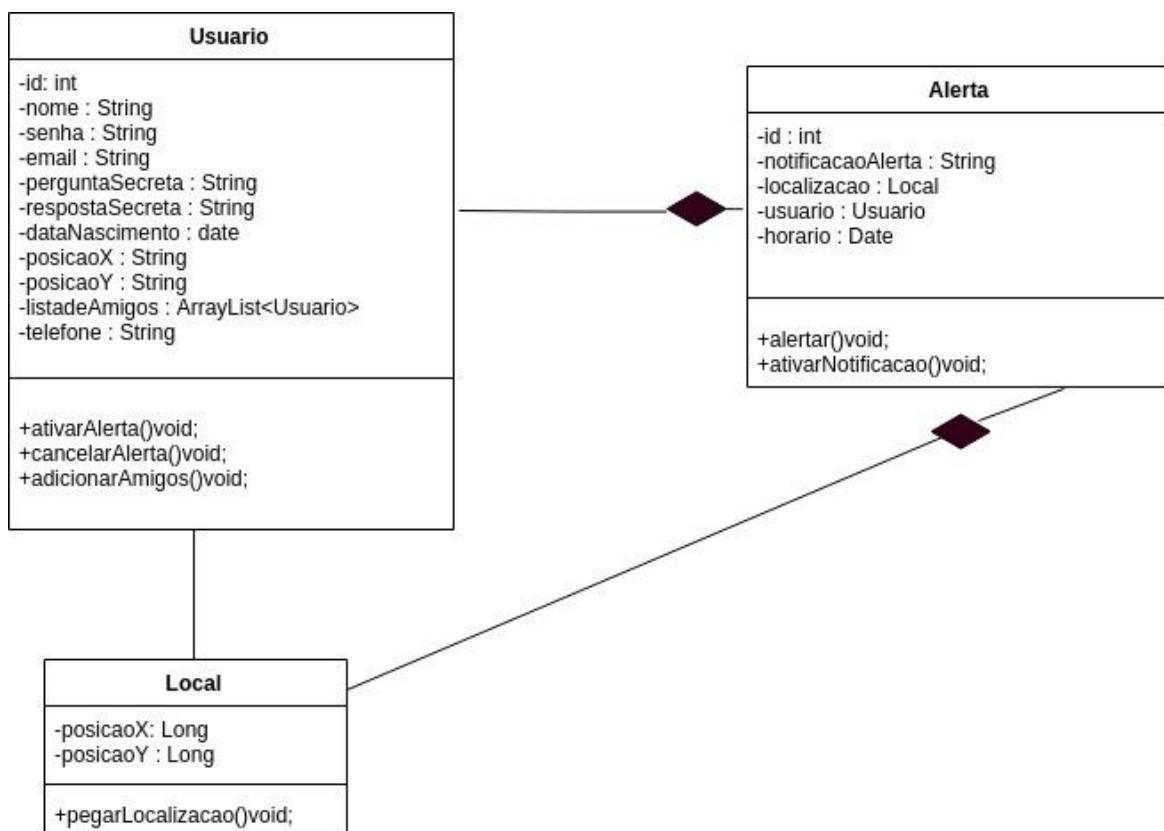 Usuario
-id: int
-nome : String
-senha : String
-email : String
-perguntaSecreta : String
-respostaSecreta : String
-dataNascimento : date
-posicaoX : String
-posicaoY : String
-listadeAmigos : ArrayList<Usuario>
-telefone : String
+ativarAlerta()void;
+cancelarAlerta()void;
+adicionarAmigos()void;
Alerta
-id : int
-notificacaoAlerta : String
-localizacao : Local
-usuario : Usuario
-horario : Date
+alertar()void;
+ativarNotificacao()void;
Local
-posicaoX: Long
-posicaoY : Long
+pegarLocalizacao()void;